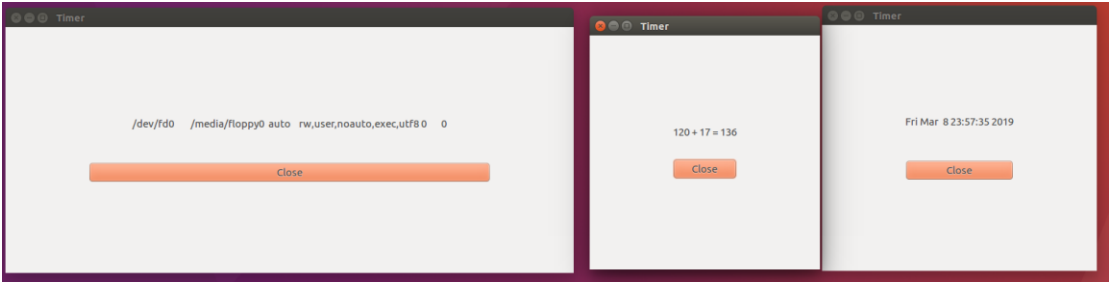 Timer
/dev/fd0 /media/floppy0 auto rw,user,noauto,exec,utf8 0 0
Close
Timer
120 + 17 = 136
Close
Timer
Fri Mar 8 23:57:35 2019
Close